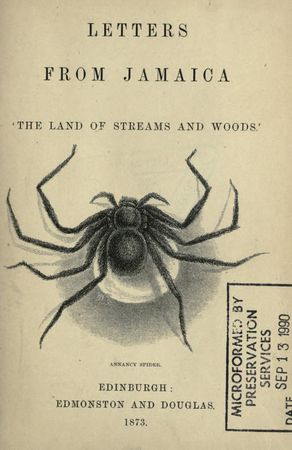 LETTERS
FROM JAMAICA
'THE LAND OF STREAMS AND WOODS.'
ANNANCY SPIDER.
EDINBURGH:
EDMONSTON AND DOUGLAS.
1873.
MICROFORMED BY
PRESERVATION
SERVICES
DATE SEP 13 1990